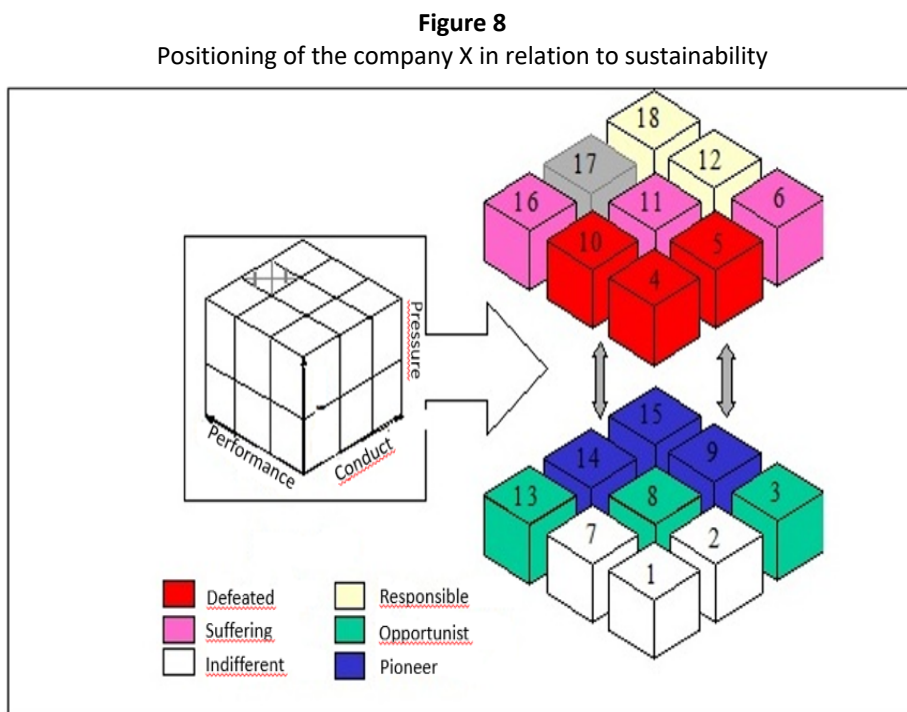 Figure 8
Positioning of the company X in relation to sustainability
18
17
12
16
11
6
10
5
4
Pressure
Performance
Conduct
15
14
9
13
8
3
7
2
1
Defeated
Responsible
Suffering
Opportunist
Indifferent
Pioneer